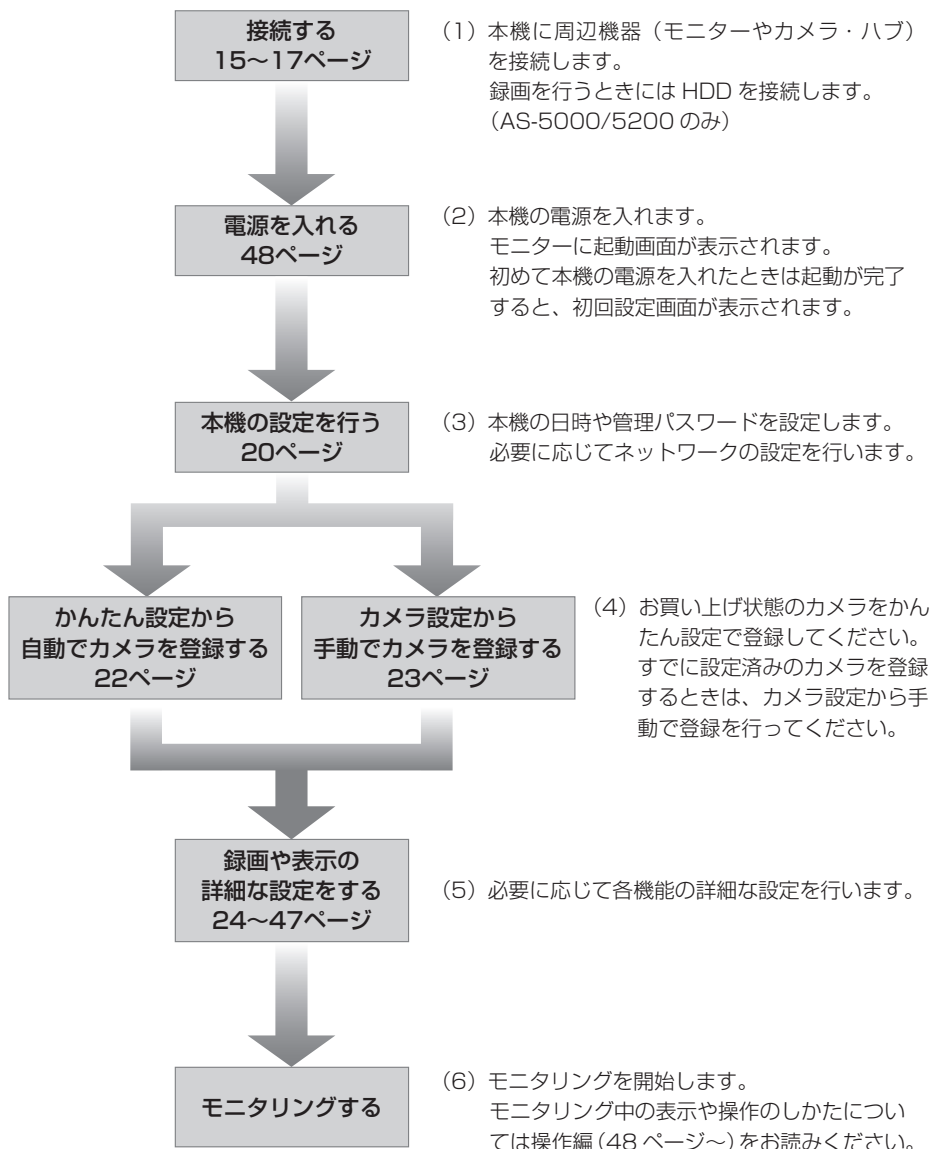 接続する
15～17ページ
（1）本機に周辺機器（モニターやカメラ・ハブ）
を接続します。
録画を行うときには HDD を接続します。
（AS-5000/5200 のみ）
電源を入れる
48ページ
（2）本機の電源を入れます。
モニターに起動画面が表示されます。
初めて本機の電源を入れたときは起動が完了
すると、初回設定画面が表示されます。
本機の設定を行う
20ページ
（3）本機の日時や管理パスワードを設定します。
必要に応じてネットワークの設定を行います。
かんたん設定から
自動でカメラを登録する
22ページ
カメラ設定から
手動でカメラを登録する
23ページ
（4）お買い上げ状態のカメラをかん
たん設定で登録してください。
すでに設定済みのカメラを登録
するときは、カメラ設定から手
動で登録を行ってください。
録画や表示の
詳細な設定をする
24～47ページ
（5）必要に応じて各機能の詳細な設定を行います。
モニタリングする
（6）モニタリングを開始します。
モニタリング中の表示や操作のしかたについ
ては操作編（48 ページ～）をお読みください。